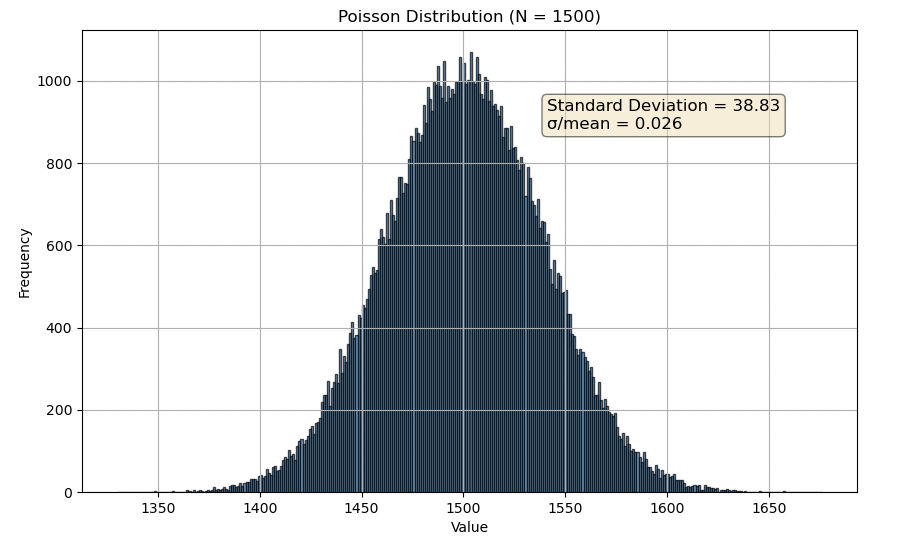 Poisson Distribution (N = 1500)
Standard Deviation = 38.83
σ/mean = 0.026
Frequency
1000
800
600
400
200
0
1350
1400
1450
1500
1550
1600
1650
Value